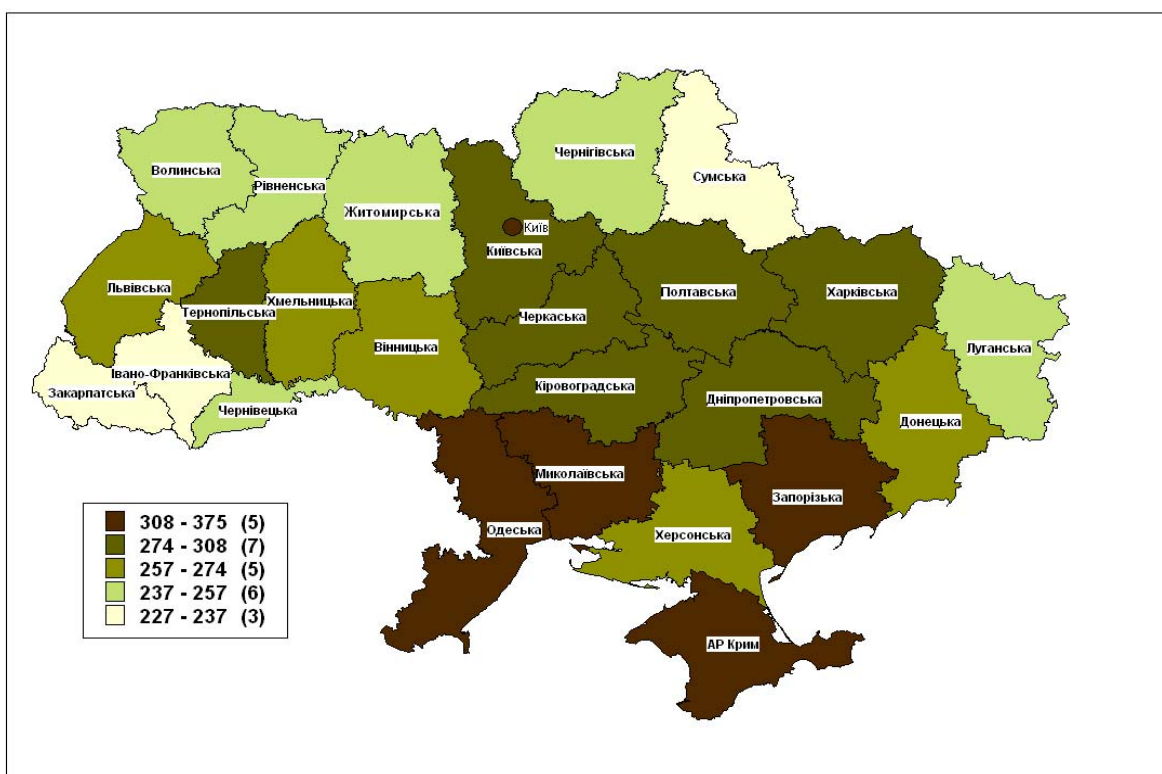 Чернігівська
Волинська
Сумська
Рівненська
Житомирська
Київ
Київська
Львівська
Полтавська
Харківська
Хмельницька
Тернопільська
Черкаська
Вінницька
Луганська
Івано-Франківська
Закарпатська
Кіровоградська
Дніпропетровська
Чернівецька
Донецька
Миколаївська
Запорізька
Одеська
Херсонська
АР Крим
308 - 375 (5)
274 - 308 (7)
257 - 274 (5)
237 - 257 (6)
227 - 237 (3)